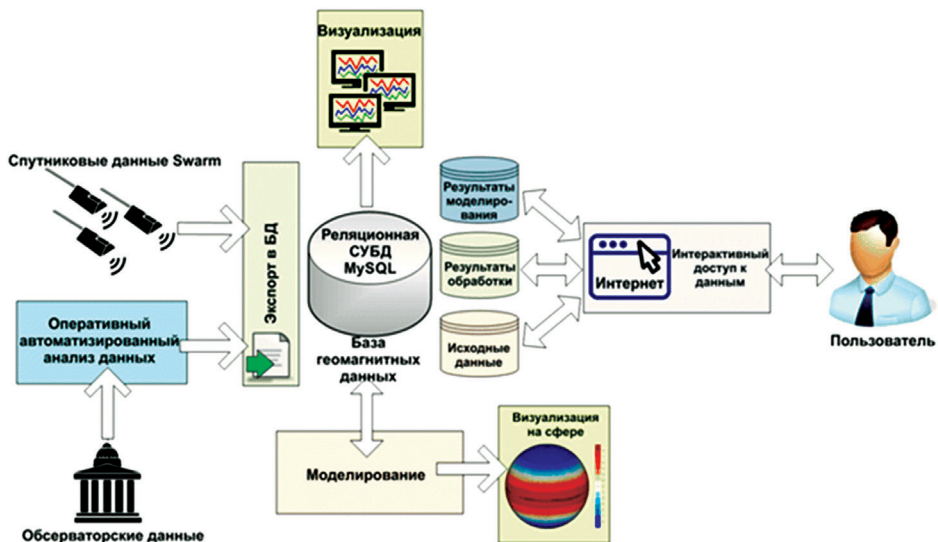 Визуализация
Спутниковые данные Swarm
Экспорт в БД
Реляционная
СУБД
MySQL
База
геомагнитных
данных
Результаты
моделиро-
вания
Результаты
обработки
Исходные
данные
Интернет
Интерактивный
доступ к
данным
Пользователь
Оперативный
автоматизированный
анализ данных
Обсерваторские данные
Моделирование
Визуализация
на сфере